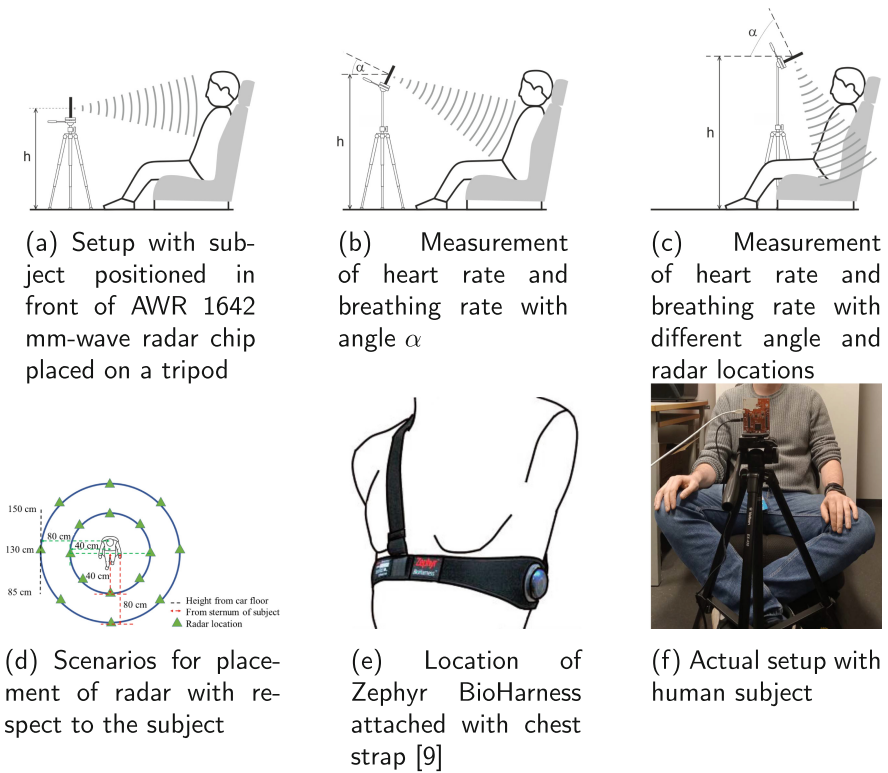 h
(a) Setup with sub-
ject positioned in
front of AWR 1642
mm-wave radar chip
placed on a tripod
α
h
(b) Measurement
of heart rate and
breathing rate with
angle α
α
h
(c) Measurement
of heart rate and
breathing rate with
different angle and
radar locations
150 cm
80 cm
130 cm
40 cm
40 cm
85 cm
80 cm
Height from car floor
From sternum of subject
Radar location
(d) Scenarios for place-
ment of radar with re-
spect to the subject
Zephyr
BioHarness
(e) Location of
Zephyr BioHarness
attached with chest
strap [9]
(f) Actual setup with
human subject